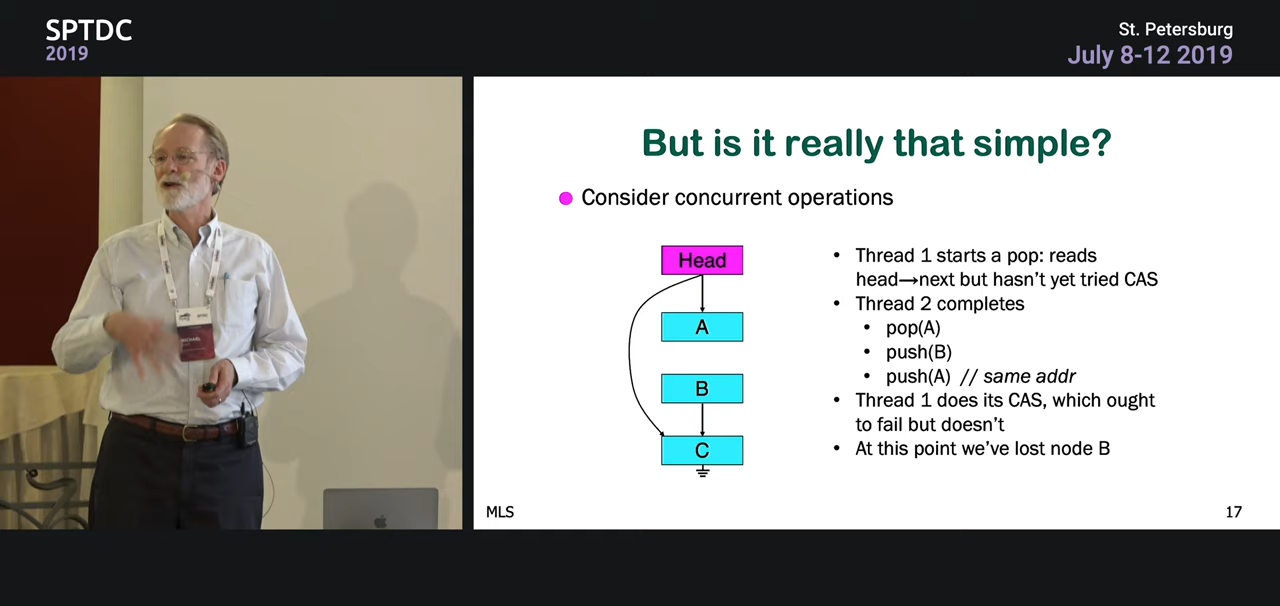 SPTDC
2019
St. Petersburg
July 8-12 2019
But is it really that simple?
Consider concurrent operations
Head
A
B
C
• Thread 1 starts a pop: reads
head→next but hasn't yet tried CAS
• Thread 2 completes
• pop(A)
• push(B)
• push(A) // same addr
• Thread 1 does its CAS, which ought
to fail but doesn't
• At this point we've lost node B
MLS
17
SPTDC
MICHAEL